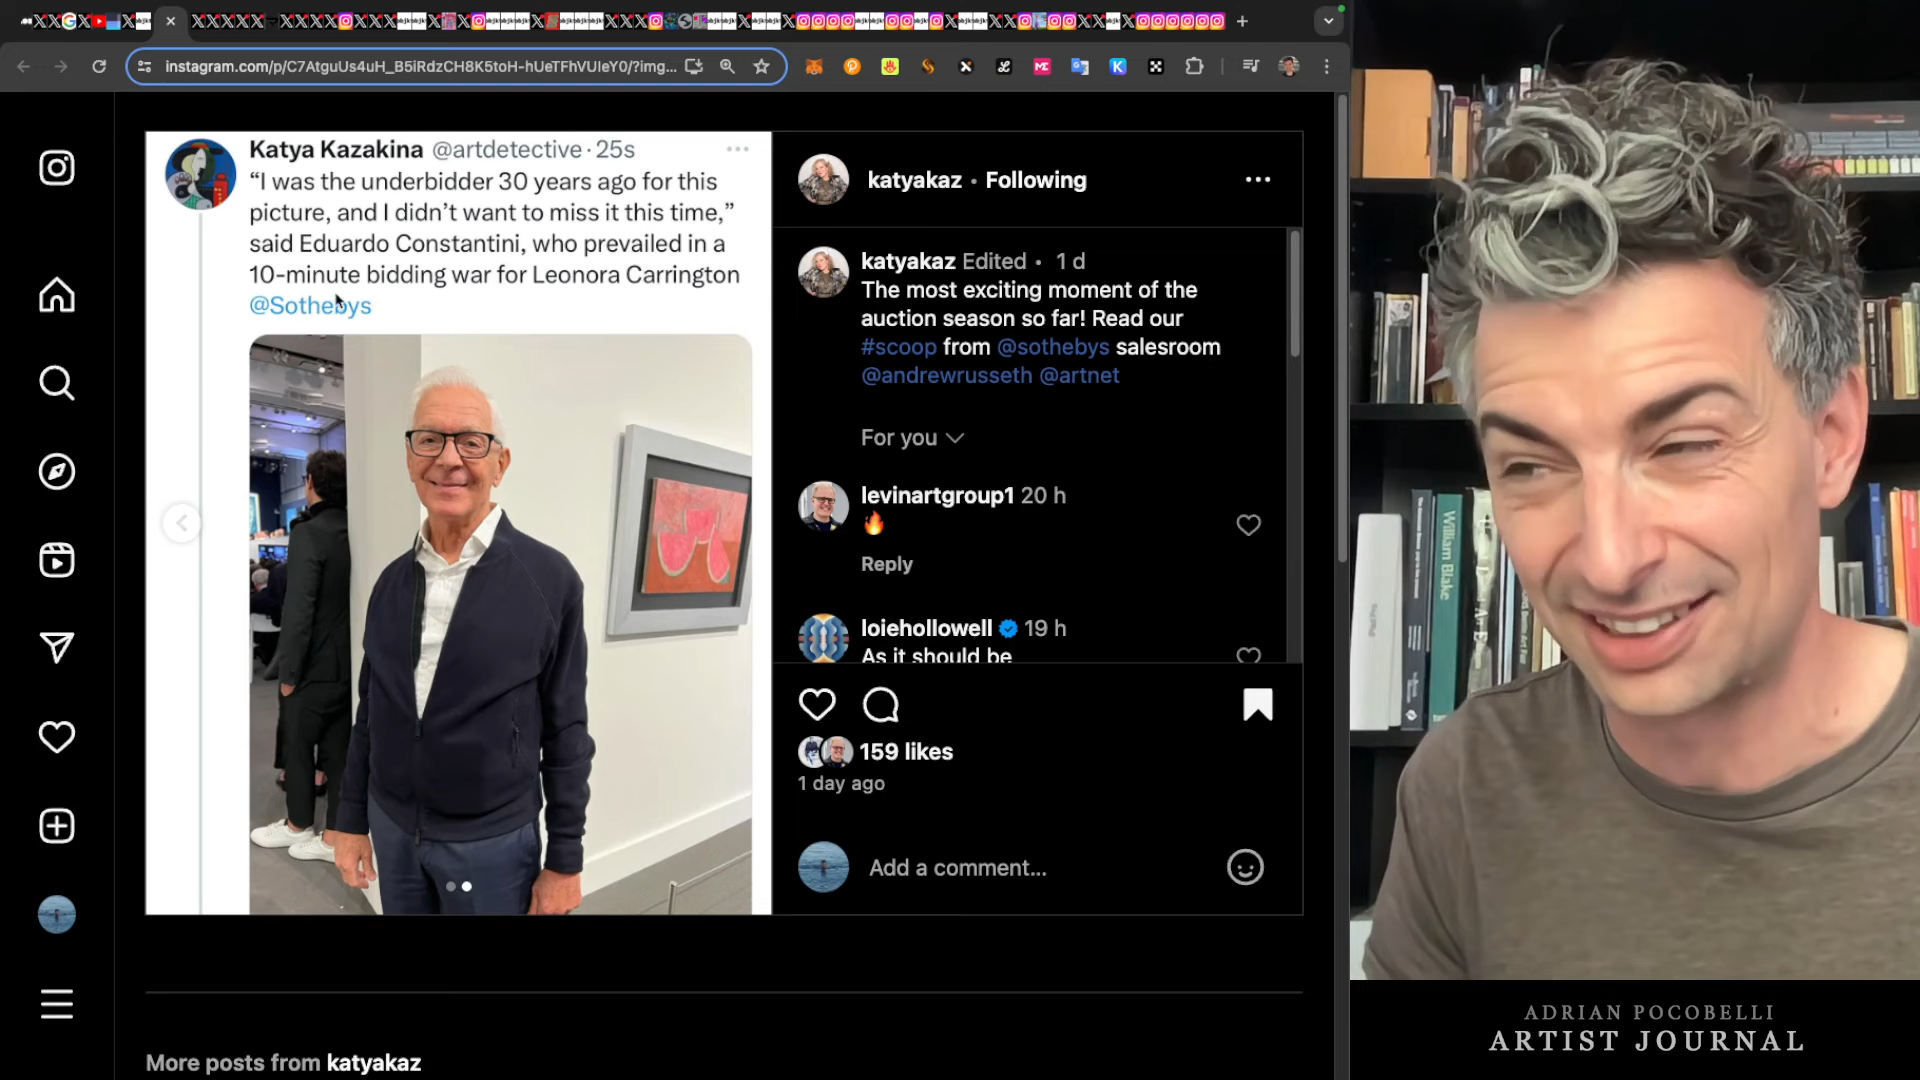 instagram.com/p/C7AtguUs4uH_B5iRdzCH8K5toH-hUeTFhVUIeY0/?img...
Katya Kazakina @artdetective · 25s
“I was the underbidder 30 years ago for this
picture, and I didn’t want to miss it this time,”
said Eduardo Constantini, who prevailed in a
10-minute bidding war for Leonora Carrington
@Sothebys
katyakaz • Following
katyakaz Edited • 1 d
The most exciting moment of the
auction season so far! Read our
#scoop from @sothebys salesroom
@andrewrusseth @artnet
For you
levinartgroup1 20 h
🔥
Reply
loiehollowell 19 h
As it should be
159 likes
1 day ago
Add a comment...
More posts from katyakaz
William Blake
ADRIAN POCOBELLI
ARTIST JOURNAL